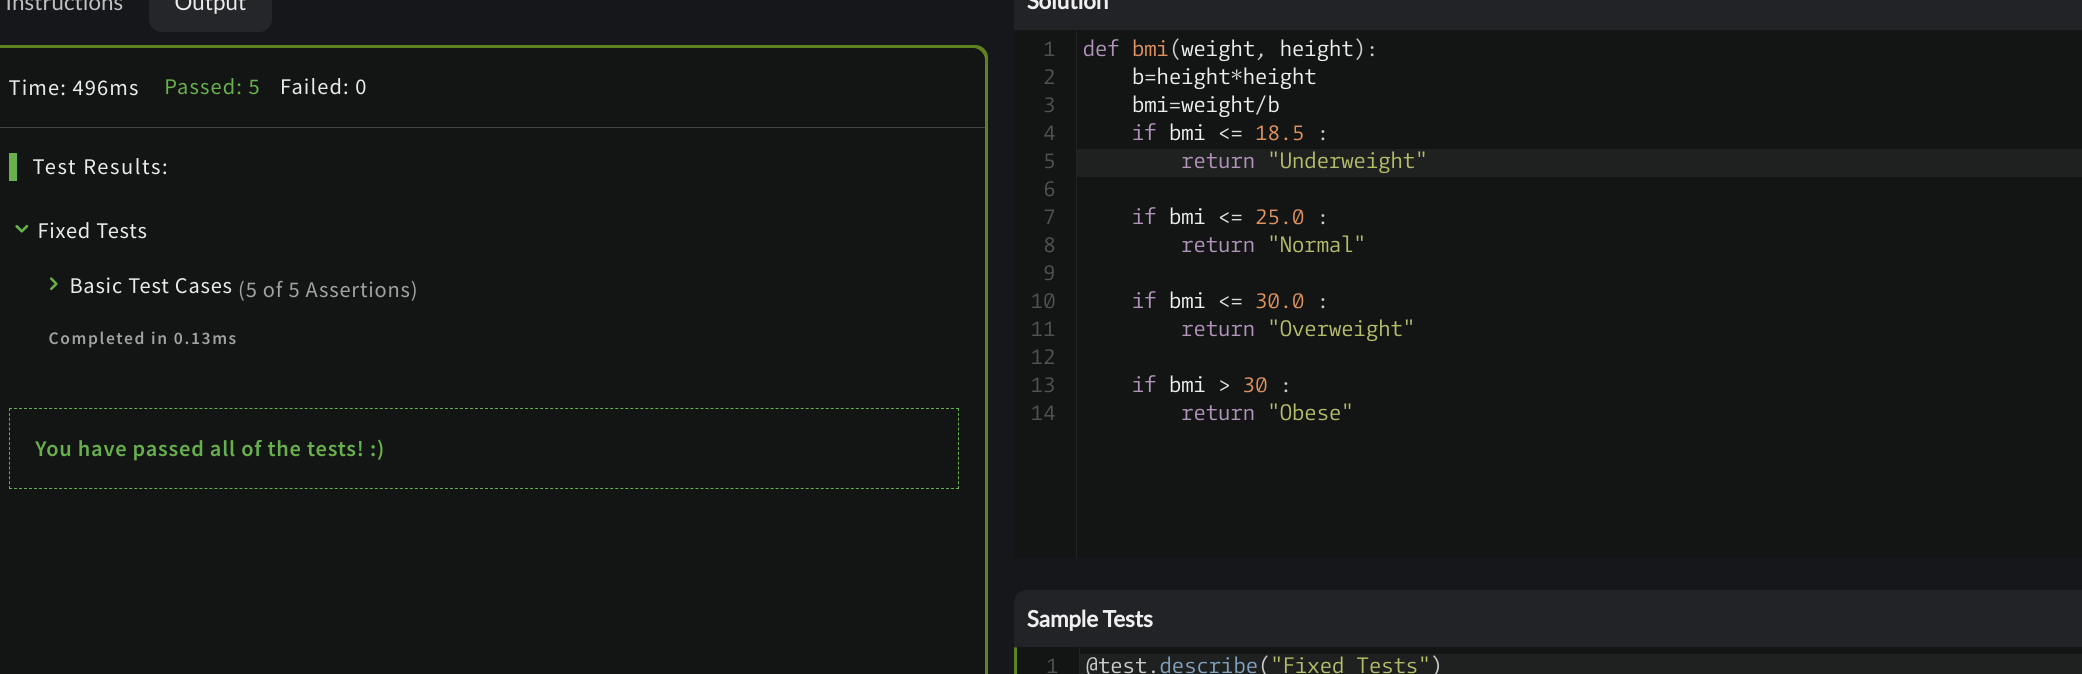 Instructions
Output
Time: 496ms Passed: 5 Failed: 0
Test Results:
Fixed Tests
Basic Test Cases (5 of 5 Assertions)
Completed in 0.13ms
You have passed all of the tests! :)
Solution
1 def bmi(weight, height):
2     b=height*height
3     bmi=weight/b
4     if bmi <= 18.5 :
5         return "Underweight"
6
7     if bmi <= 25.0 :
8         return "Normal"
9
10     if bmi <= 30.0 :
11         return "Overweight"
12
13     if bmi > 30 :
14         return "Obese"
Sample Tests
1 @test.describe("Fixed Tests")